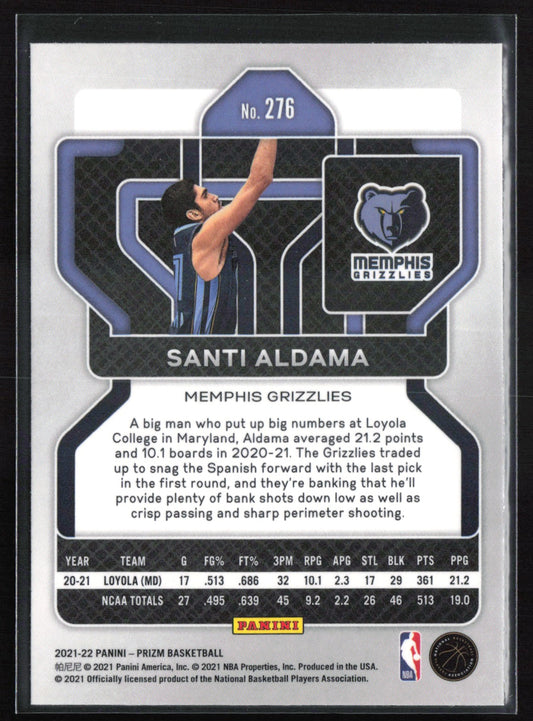 No. 276
MEMPHIS
GRIZZLIES
SANTI ALDAMA
MEMPHIS GRIZZLIES
A big man who put up big numbers at Loyola
College in Maryland, Aldama averaged 21.2 points
and 10.1 boards in 2020-21. The Grizzlies traded
up to snag the Spanish forward with the last pick
in the first round, and they're banking that he'll
provide plenty of bank shots down low as well as
crisp passing and sharp perimeter shooting.
YEAR TEAM G FG% FT% 3PM RPG APG STL BLK PTS PPG
20-21 LOYOLA (MD) 17 .513 .686 32 10.1 2.3 17 29 361 21.2
NCAA TOTALS 27 .495 .639 45 9.2 2.2 26 46 513 19.0
PANINI
2021-22 PANINI – PRIZM BASKETBALL
帕尼尼 © 2021 Panini America, Inc. © 2021 NBA Properties, Inc. Produced in the USA.
© 2021 Officially licensed product of the National Basketball Players Association.
NBA
NATIONAL BASKETBALL PLAYERS ASSOCIATION